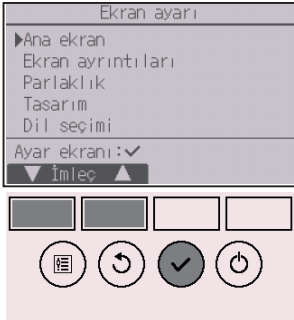 Ekran ayarı
▶Ana ekran
Ekran ayrıntıları
Parlaklık
Tasarım
Dil seçimi
Ayar ekranı:✓
▼ İmleç ▲